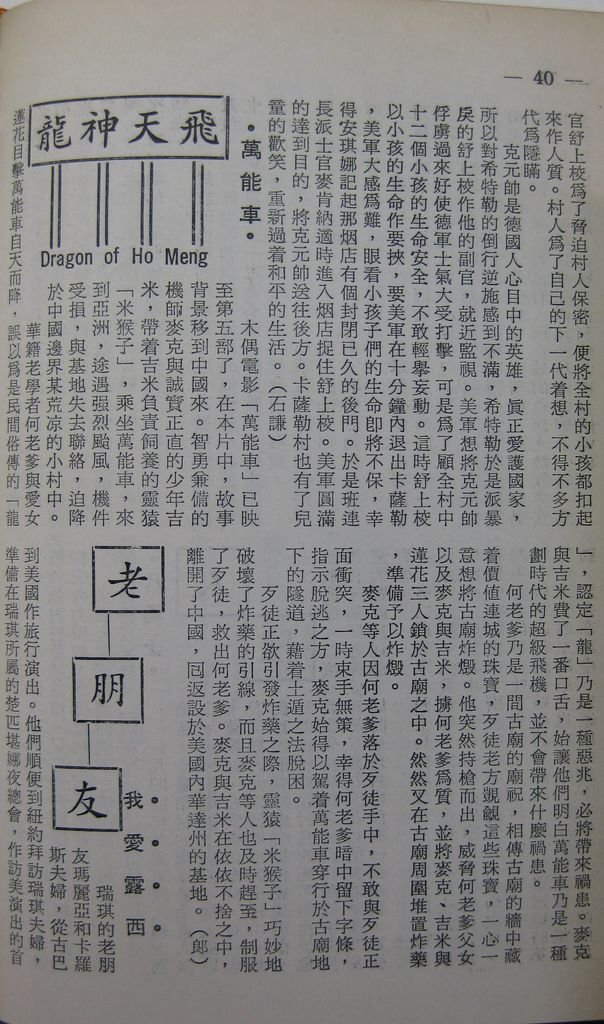 — 40 —
官舒上校爲了脅迫村人保密，便將全村的小孩都扣起
來作人質。村人爲了自己的下一代着想，不得不多方
代爲隱瞞。
克元帥是德國人心目中的英雄，眞正愛護國家，
所以對希特勒的倒行逆施感到不滿，希特勒於是派暴
戾的舒上校作他的副官，就近監視。美軍想將克元帥
俘虜過來好使德軍士氣大受打擊，可是爲了顧全村中
十二個小孩的生命安全，不敢輕舉妄動。這時舒上校
以小孩的生命作要挾，要美軍在十分鐘內退出卡薩勒
，美軍大感爲難，眼看小孩子們的生命卽將不保，幸
得安琪娜記起那烟店有個封閉已久的後門。於是班連
長派士官麥肯納適時進入烟店捉住舒上校。美軍圓滿
的達到目的，將克元帥送往後方。卡薩勒村也有了兒
童的歡笑，重新過着和平的生活。（石謙）
•萬能車•
飛天神龍
Dragon of Ho Meng
木偶電影「萬能車」已映
至第五部了，在本片中，故事
背景移到中國來。智勇兼備的
機師麥克與誠實正直的少年吉
米，帶着吉米負責飼養的靈猿
「米猴子」，乘坐萬能車，來
到亞洲，途遇强烈颱風，機件
受損，與基地失去聯絡，迫降
於中國邊界某荒凉的小村中。
華籍老學者何老爹與愛女
蓮花目擊萬能車自天而降，誤以爲是民間俗傳的「龍
」，認定「龍」乃是一種惡兆，必將帶來禍患。麥克
與吉米費了一番口舌，始讓他們明白萬能車乃是一種
劃時代的超級飛機，並不會帶來什麼禍患。
何老爹乃是一間古廟的廟祝，相傳古廟的牆中藏
着價值連城的珠寶，歹徒老方覬覦這些珠寶，一心一
意想將古廟炸燬。他突然持槍而出，威脅何老爹父女
以及麥克與吉米，擄何老爹爲質，並將麥克、吉米與
蓮花三人鎖於古廟之中。然然又在古廟周圍堆置炸藥
，準備予以炸燬。
麥克等人因何老爹落於歹徒手中，不敢與歹徒正
面衝突，一時束手無策，幸得何老爹暗中留下字條，
指示脫逃之方，麥克始得以駕着萬能車穿行於古廟地
下的隧道，藉着土遁之法脫困。
歹徒正欲引發炸藥之際，靈猿「米猴子」巧妙地
破壞了炸藥的引線，而且麥克等人也及時趕至，制服
了歹徒，救出何老爹。麥克與吉米在依依不捨之中，
離開了中國，囘返設於美國內華達州的基地。（郎）
老朋友
我•愛•露•西•
瑞琪的老朋
友瑪麗亞和卡羅
斯夫婦，從古巴
到美國作旅行演出。他們順便到紐約拜訪瑞琪夫婦，
準備在瑞琪所屬的楚匹堪娜夜總會，作訪美演出的首